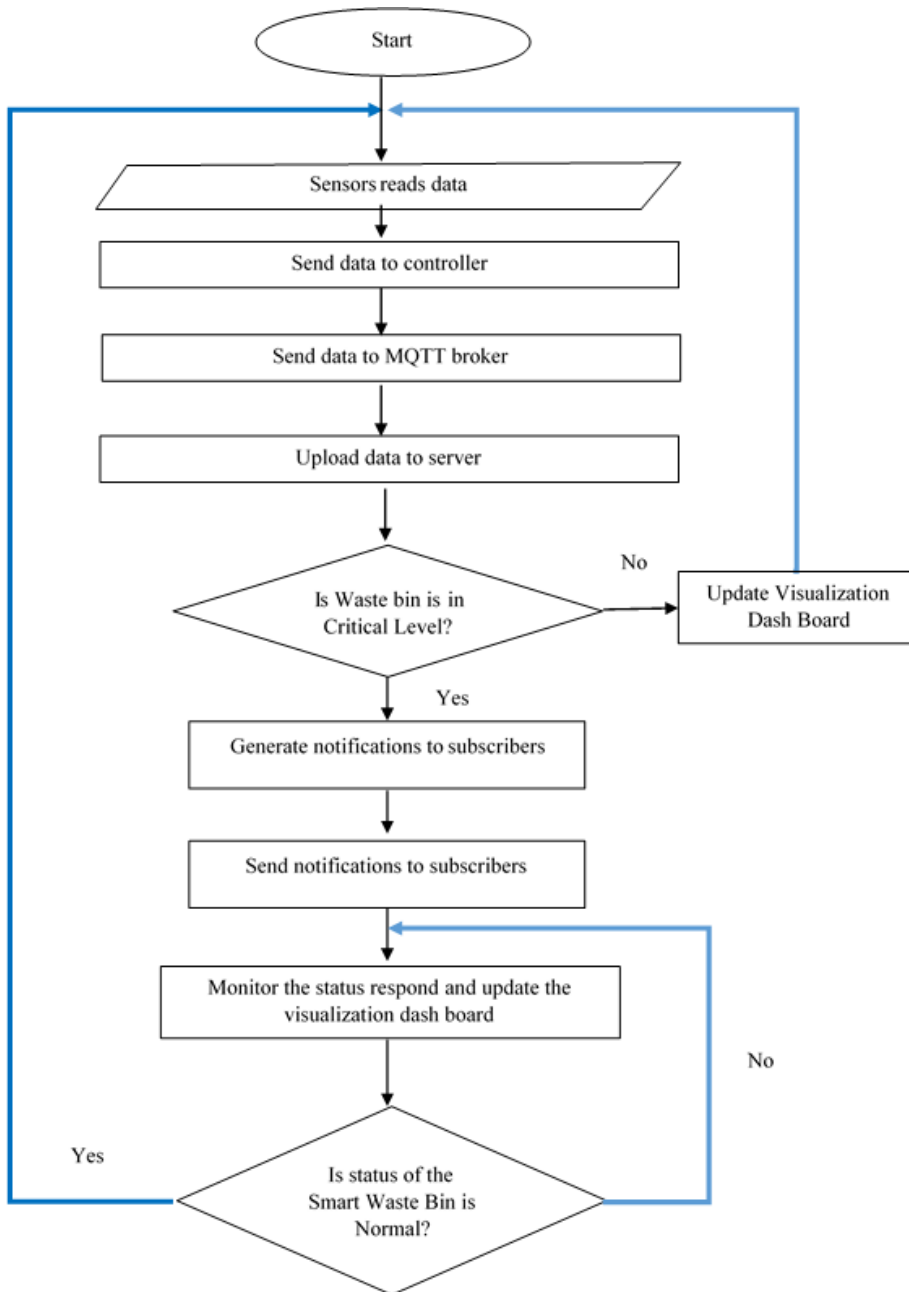 Start
Sensors reads data
Send data to controller
Send data to MQTT broker
Upload data to server
Is Waste bin is in
Critical Level?
No
Update Visualization
Dash Board
Yes
Generate notifications to subscribers
Send notifications to subscribers
Monitor the status respond and update the
visualization dash board
No
Yes
Is status of the
Smart Waste Bin is
Normal?